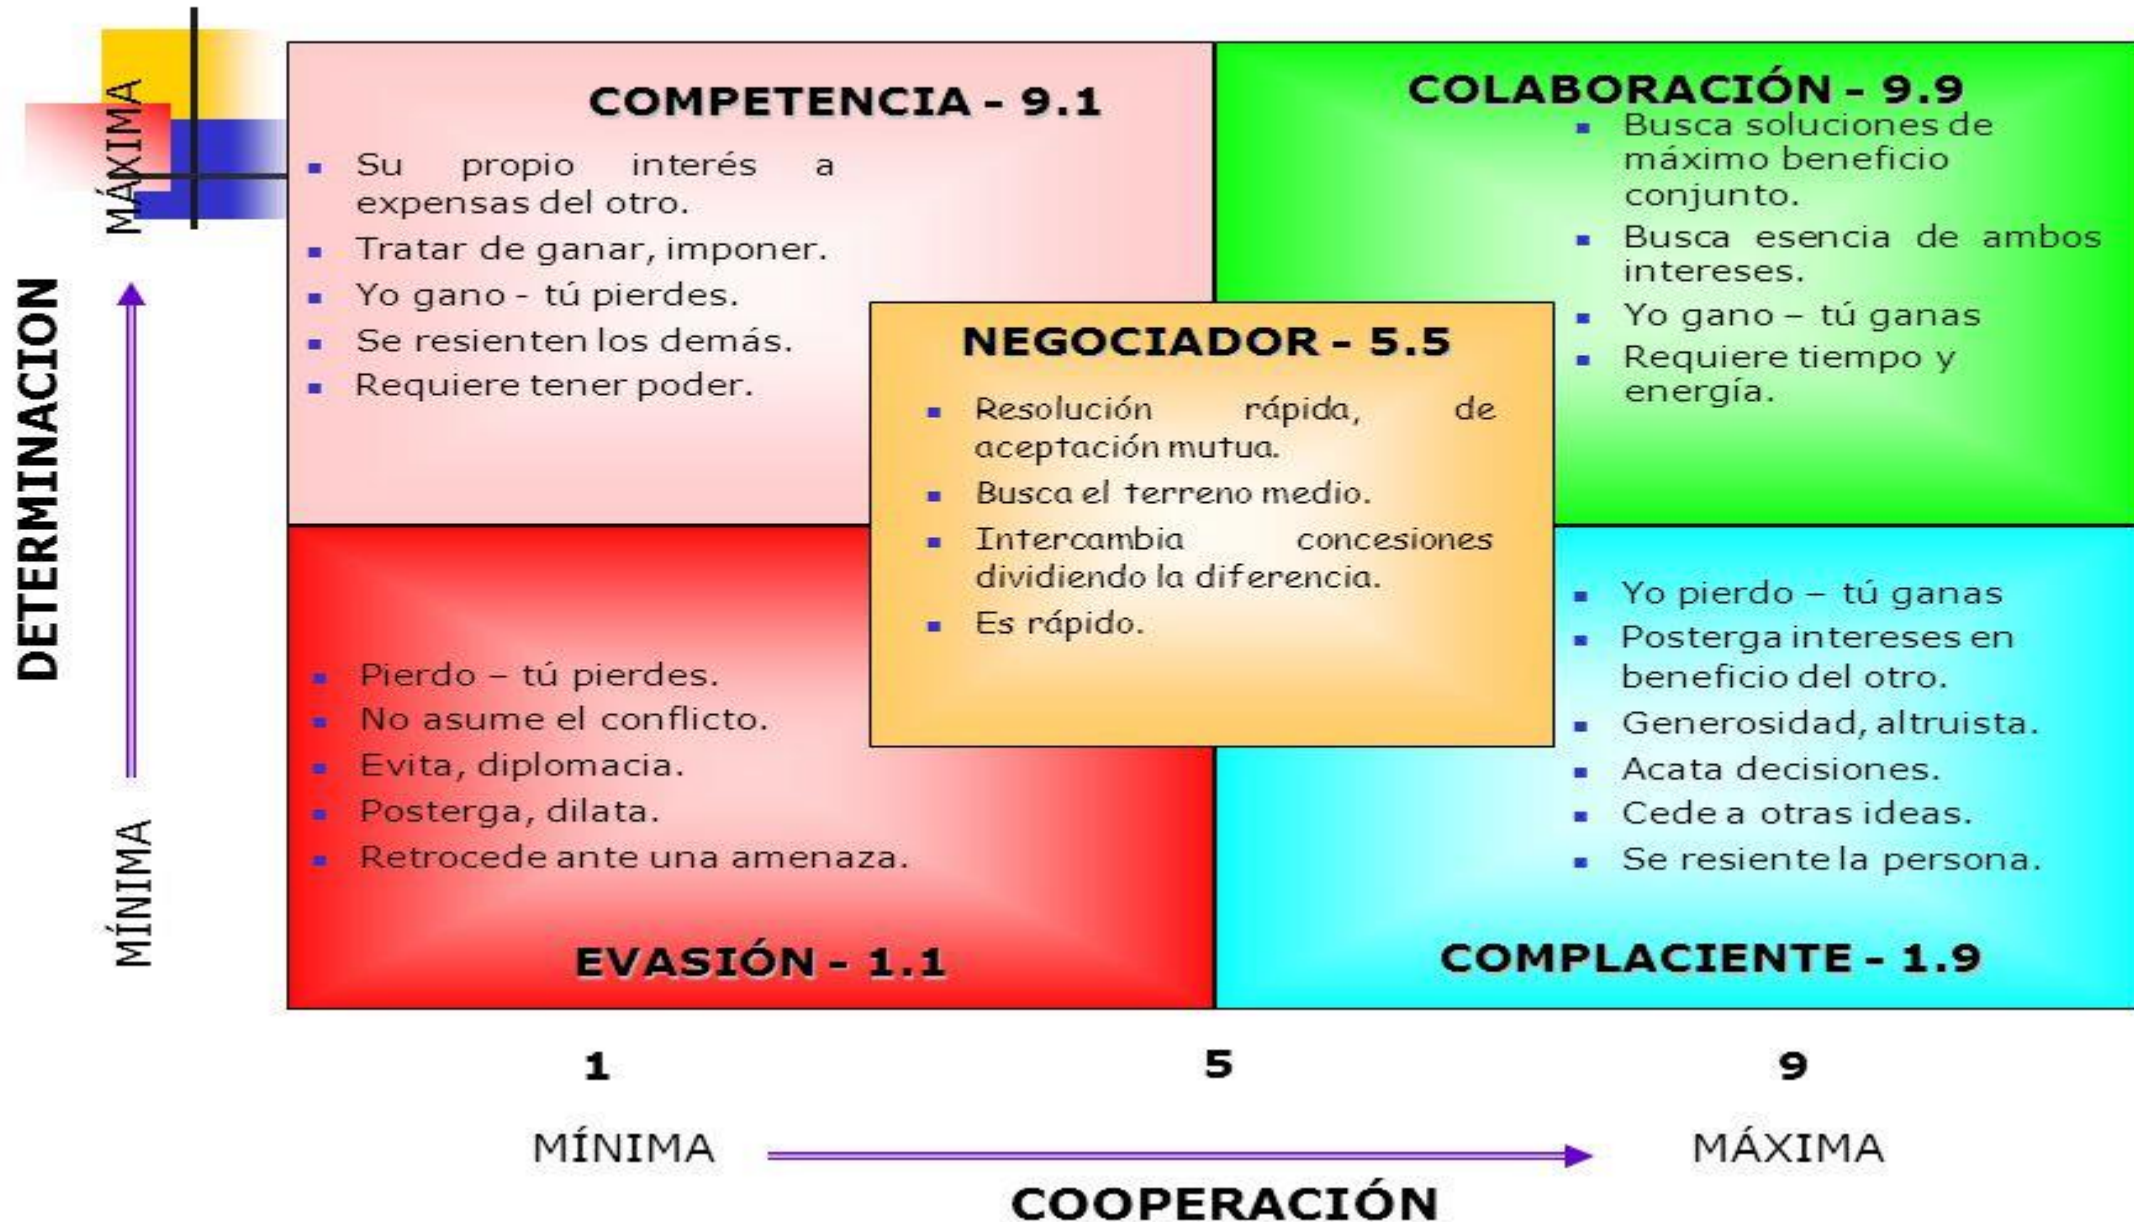 MÁXIMA
DETERMINACION
MÍNIMA
COMPETENCIA - 9.1
Su propio interés a
expensas del otro.
Tratar de ganar, imponer.
Yo gano - tú pierdes.
Se resienten los demás.
Requiere tener poder.
COLABORACIÓN - 9.9
Busca soluciones de
máximo beneficio
conjunto.
Busca esencia de ambos
intereses.
Yo gano – tú ganas
Requiere tiempo y
energía.
NEGOCIADOR - 5.5
Resolución rápida, de
aceptación mutua.
Busca el terreno medio.
Intercambia concesiones
dividiendo la diferencia.
Es rápido.
Pierdo – tú pierdes.
No asume el conflicto.
Evita, diplomacia.
Posterga, dilata.
Retrocede ante una amenaza.
EVASIÓN - 1.1
Yo pierdo – tú ganas
Posterga intereses en
beneficio del otro.
Generosidad, altruista.
Acata decisiones.
Cede a otras ideas.
Se resiente la persona.
COMPLACIENTE - 1.9
1 5 9
MÍNIMA MÁXIMA
COOPERACIÓN